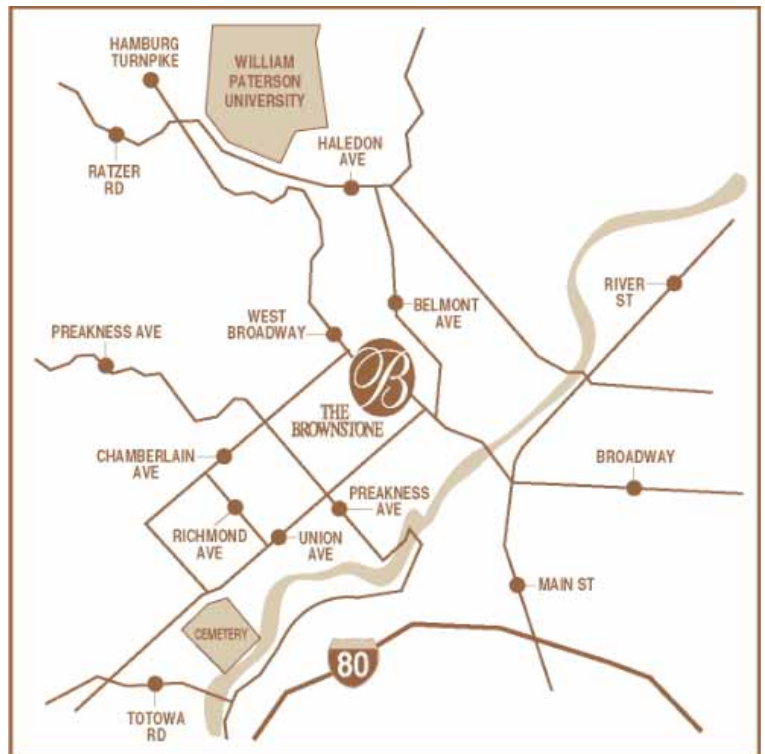 HAMBURG
TURNPIKE
WILLIAM
PATERSON
UNIVERSITY
HALEDON
AVE
RATZER
RD
RIVER
ST
BELMONT
AVE
WEST
BROADWAY
PREAKNESS AVE
B
THE
BROWNSTONE
CHAMBERLAIN
AVE
BROADWAY
PREAKNESS
AVE
RICHMOND
AVE
UNION
AVE
MAIN ST
CEMETERY
80
TOTOWA
RD